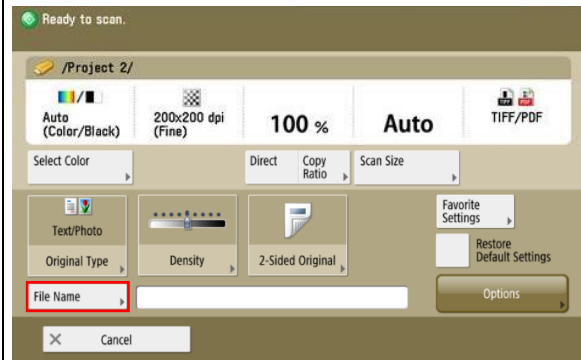 Ready to scan.
/Project 2/
Auto
(Color/Black)
200x200 dpi
(Fine)
100 %
Auto
TIFF PDF
TIFF/PDF
Select Color
Direct
Copy
Ratio
Scan Size
Text/Photo
Original Type
Density
2-Sided Original
Favorite
Settings
Restore
Default Settings
File Name
Options
Cancel